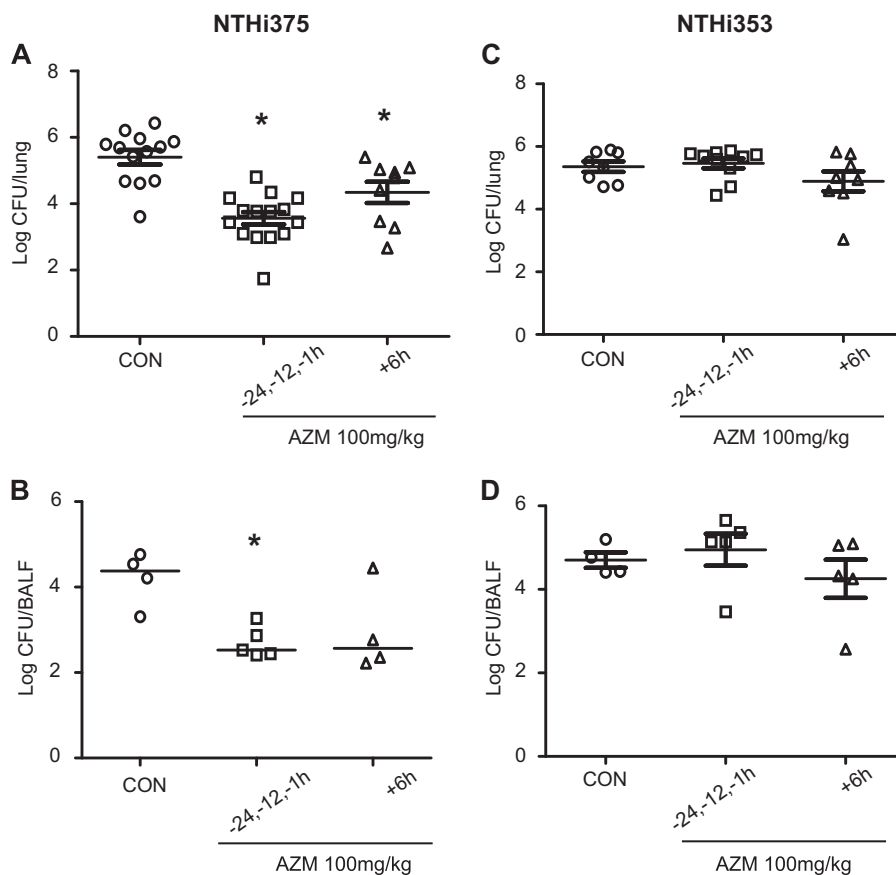 NTHi375
NTHi353
A
8
6
4
2
0
Log CFU/lung
*
*
CON
-24,-12,-1h
+6h
AZM 100mg/kg
C
8
6
4
2
0
Log CFU/lung
CON
-24,-12,-1h
+6h
AZM 100mg/kg
B
6
4
2
0
Log CFU/BALF
*
CON
-24,-12,-1h
+6h
AZM 100mg/kg
D
6
4
2
0
Log CFU/BALF
CON
-24,-12,-1h
+6h
AZM 100mg/kg